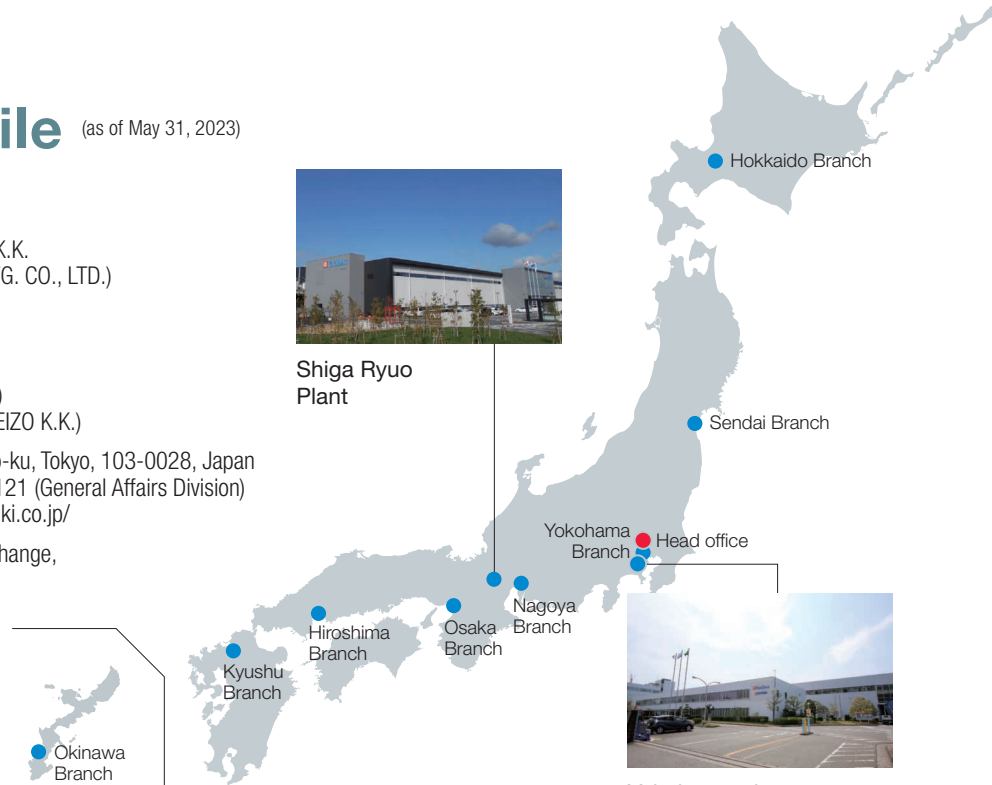 ile (as of May 31, 2023)
K.K.
G. CO., LTD.)
)
EIZO K.K.)
-ku, Tokyo, 103-0028, Japan
121 (General Affairs Division)
ki.co.jp/
hange,
Shiga Ryuo
Plant
Hokkaido Branch
Sendai Branch
Yokohama
Branch
Head office
Nagoya
Branch
Osaka
Branch
Hiroshima
Branch
Kyushu
Branch
Okinawa
Branch